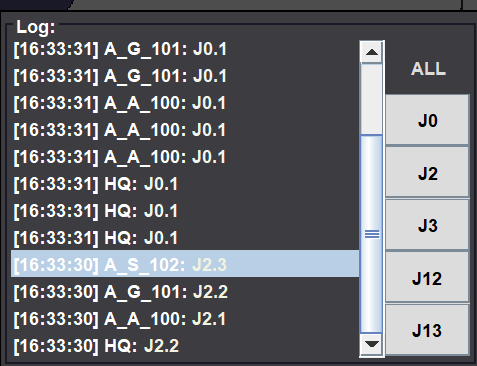 Log:
[16:33:31] A_G_101: J0.1
[16:33:31] A_G_101: J0.1
[16:33:31] A_A_100: J0.1
[16:33:31] A_A_100: J0.1
[16:33:31] A_A_100: J0.1
[16:33:31] HQ: J0.1
[16:33:31] HQ: J0.1
[16:33:31] HQ: J0.1
[16:33:30] A_S_102: J2.3
[16:33:30] A_G_101: J2.2
[16:33:30] A_A_100: J2.1
[16:33:30] HQ: J2.2
ALL
J0
J2
J3
J12
J13